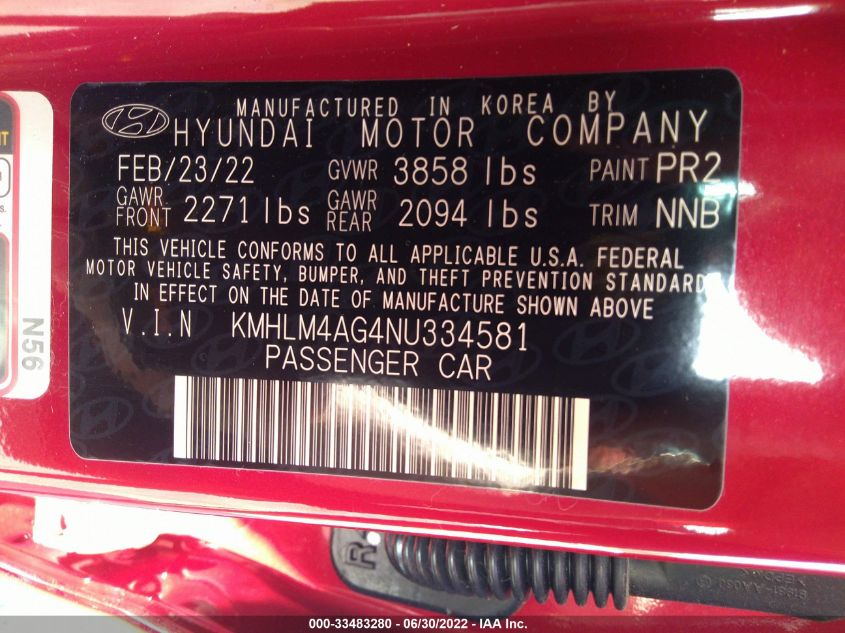 MANUFACTURED IN KOREA BY
HYUNDAI MOTOR COMPANY
FEB/23/22 GVWR 3858 lbs PAINT PR2
GAWR FRONT 2271 lbs GAWR REAR 2094 lbs TRIM NNB
THIS VEHICLE CONFORMS TO ALL APPLICABLE U.S.A. FEDERAL
MOTOR VEHICLE SAFETY, BUMPER, AND THEFT PREVENTION STANDARDS
IN EFFECT ON THE DATE OF MANUFACTURE SHOWN ABOVE
V.I.N KMHLM4AG4NU334581
PASSENGER CAR
N56
R
000-33483280 - 06/30/2022 - IAA Inc.